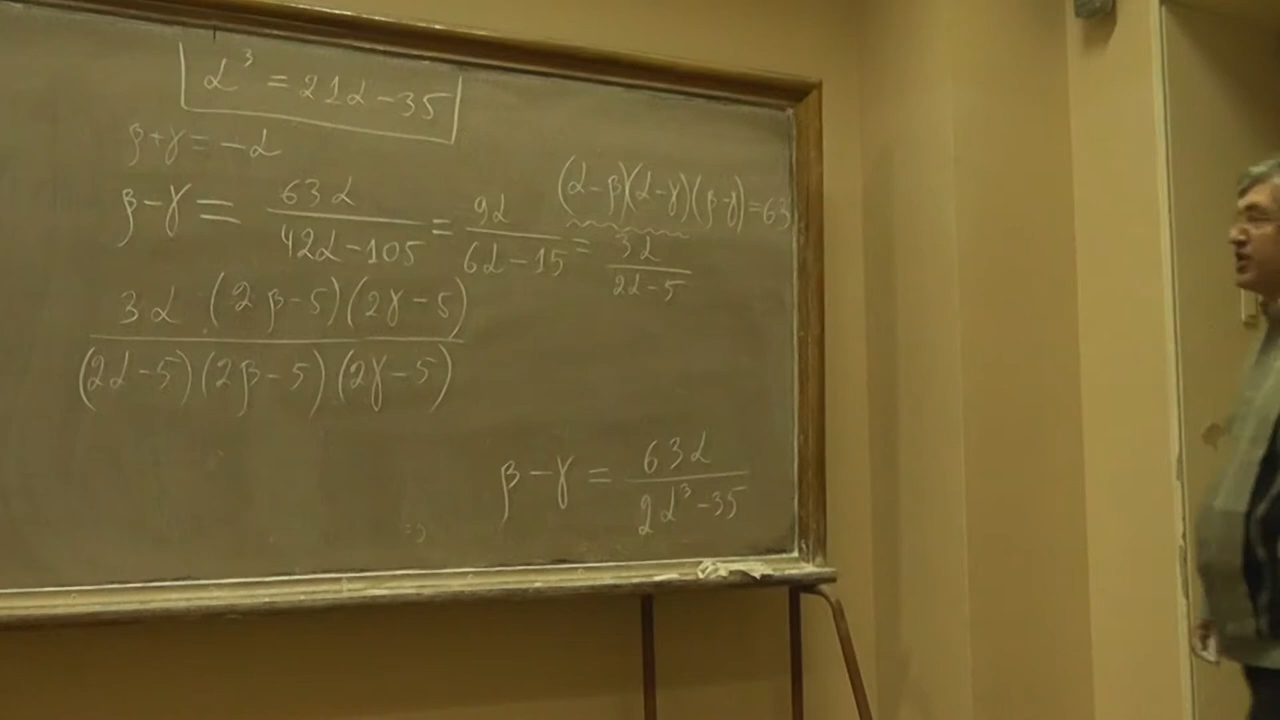 α³ = 21α – 35
β+γ = –α
(α–β)(α–γ)(β–γ) = 63
β–γ = 63α / (42α–105) = 9α / (6α–15) = 3α / (2α–5)
3α (2β–5)(2γ–5) / (2α–5)(2β–5)(2γ–5)
β–γ = 63α / (2α³–35)